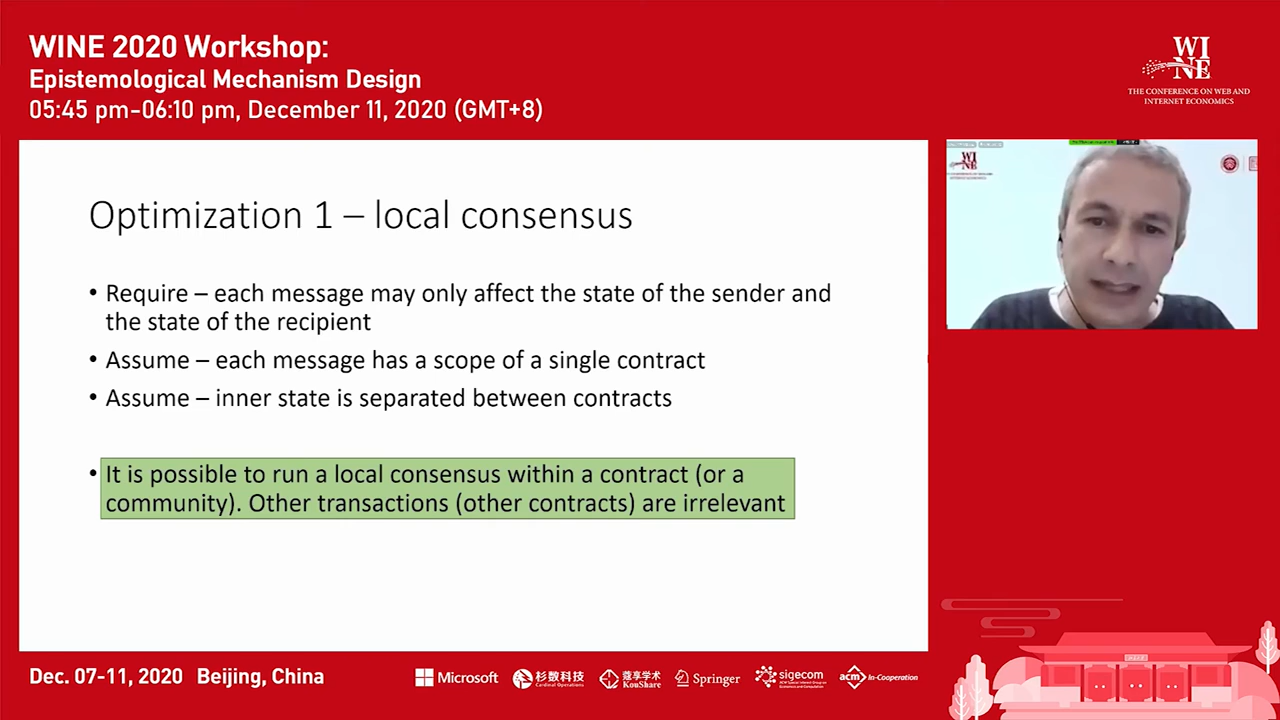 WINE 2020 Workshop:
Epistemological Mechanism Design
05:45 pm-06:10 pm, December 11, 2020 (GMT+8)
WI
NE
THE CONFERENCE ON WEB AND
INTERNET ECONOMICS
Optimization 1 – local consensus
• Require – each message may only affect the state of the sender and
the state of the recipient
• Assume – each message has a scope of a single contract
• Assume – inner state is separated between contracts
• It is possible to run a local consensus within a contract (or a
community). Other transactions (other contracts) are irrelevant
WI
NE
Dec. 07-11, 2020 Beijing, China
Microsoft
杉数科技
Cardinal Operations
蔻享学术
KouShare
Springer
sigecom
acm In-Cooperation